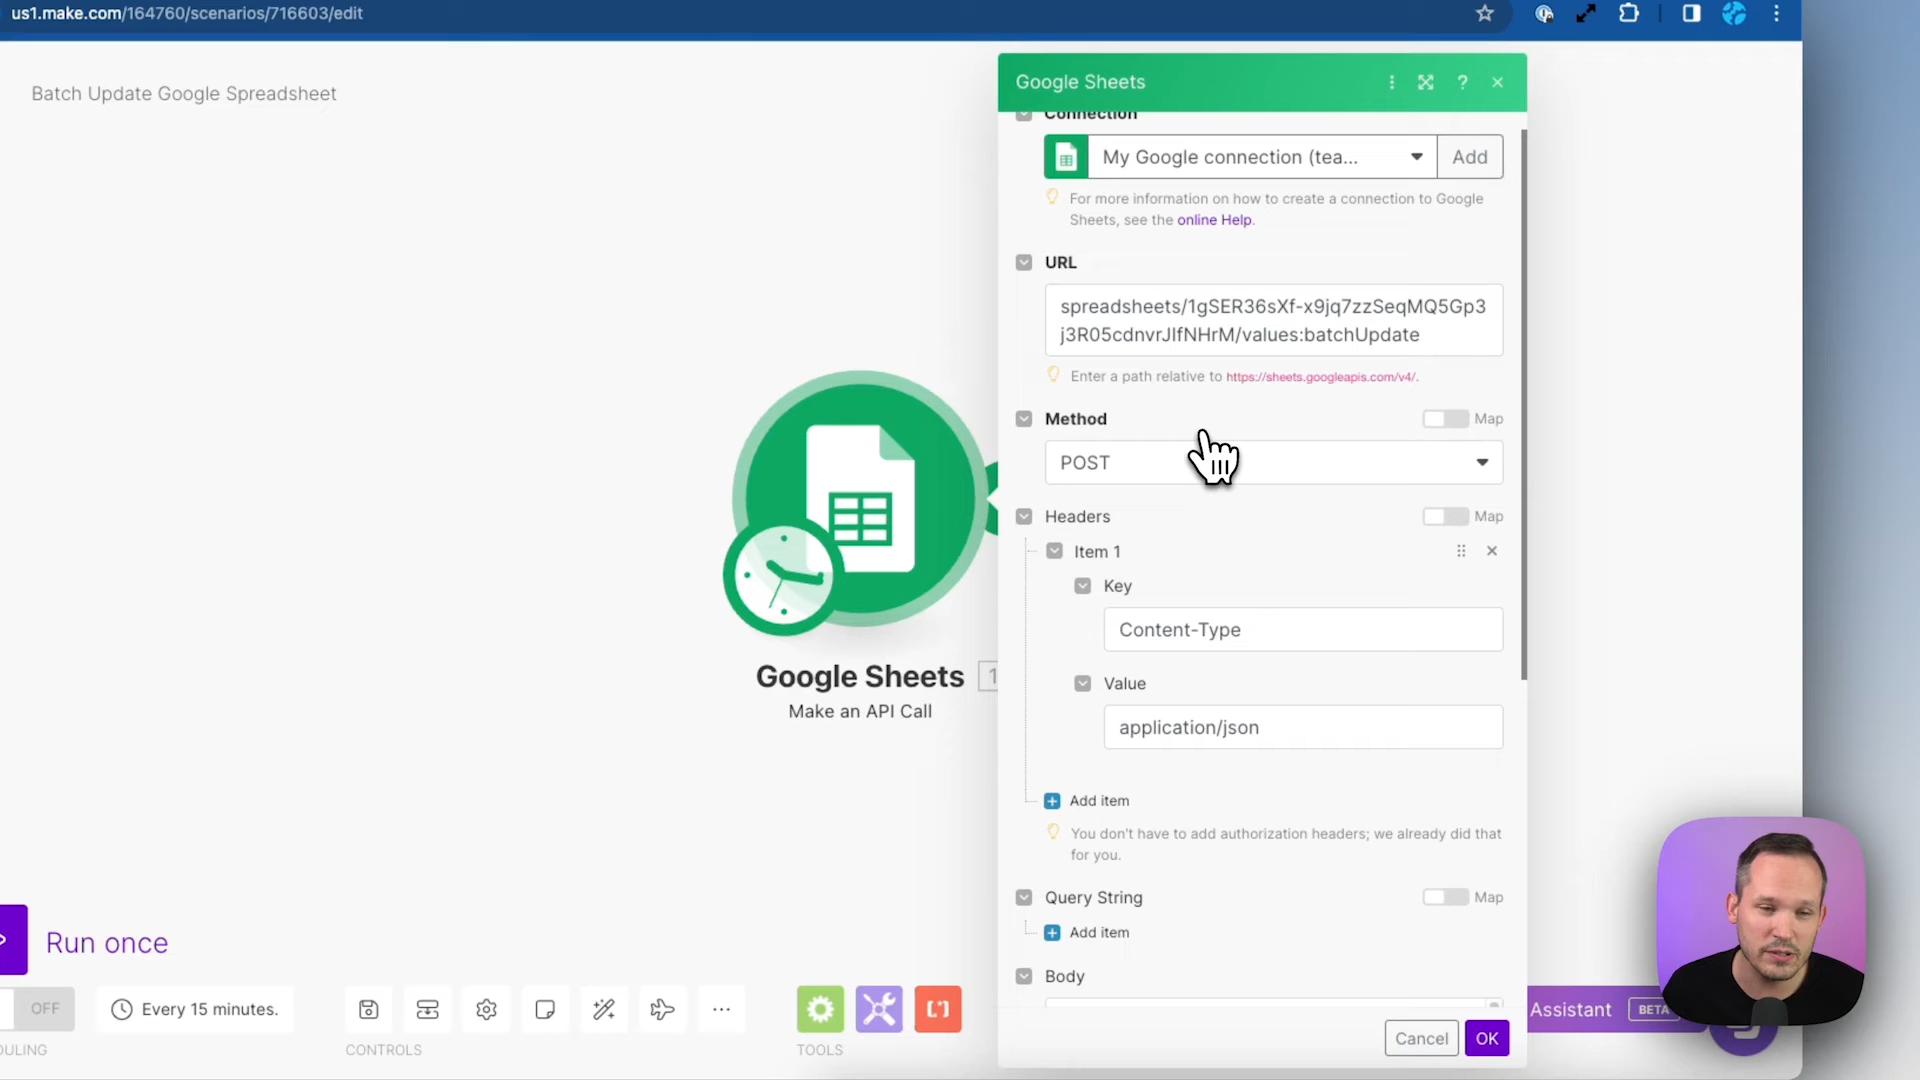 us1.make.com/164760/scenarios/716603/edit
Batch Update Google Spreadsheet
Google Sheets
Connection
My Google connection (tea...
Add
For more information on how to create a connection to Google
Sheets, see the online Help.
URL
spreadsheets/1gSER36sXf-x9jq7zzSeqMQ5Gp3
j3R05cdnvrJIfNHrM/values:batchUpdate
Enter a path relative to https://sheets.googleapis.com/v4/.
Method
Map
POST
Headers
Map
Item 1
Key
Content-Type
Value
application/json
Add item
You don't have to add authorization headers; we already did that
for you.
Query String
Map
Add item
Body
Cancel
OK
Google Sheets
1
Make an API Call
Run once
OFF
Every 15 minutes.
DULING
CONTROLS
TOOLS
Assistant
BETA